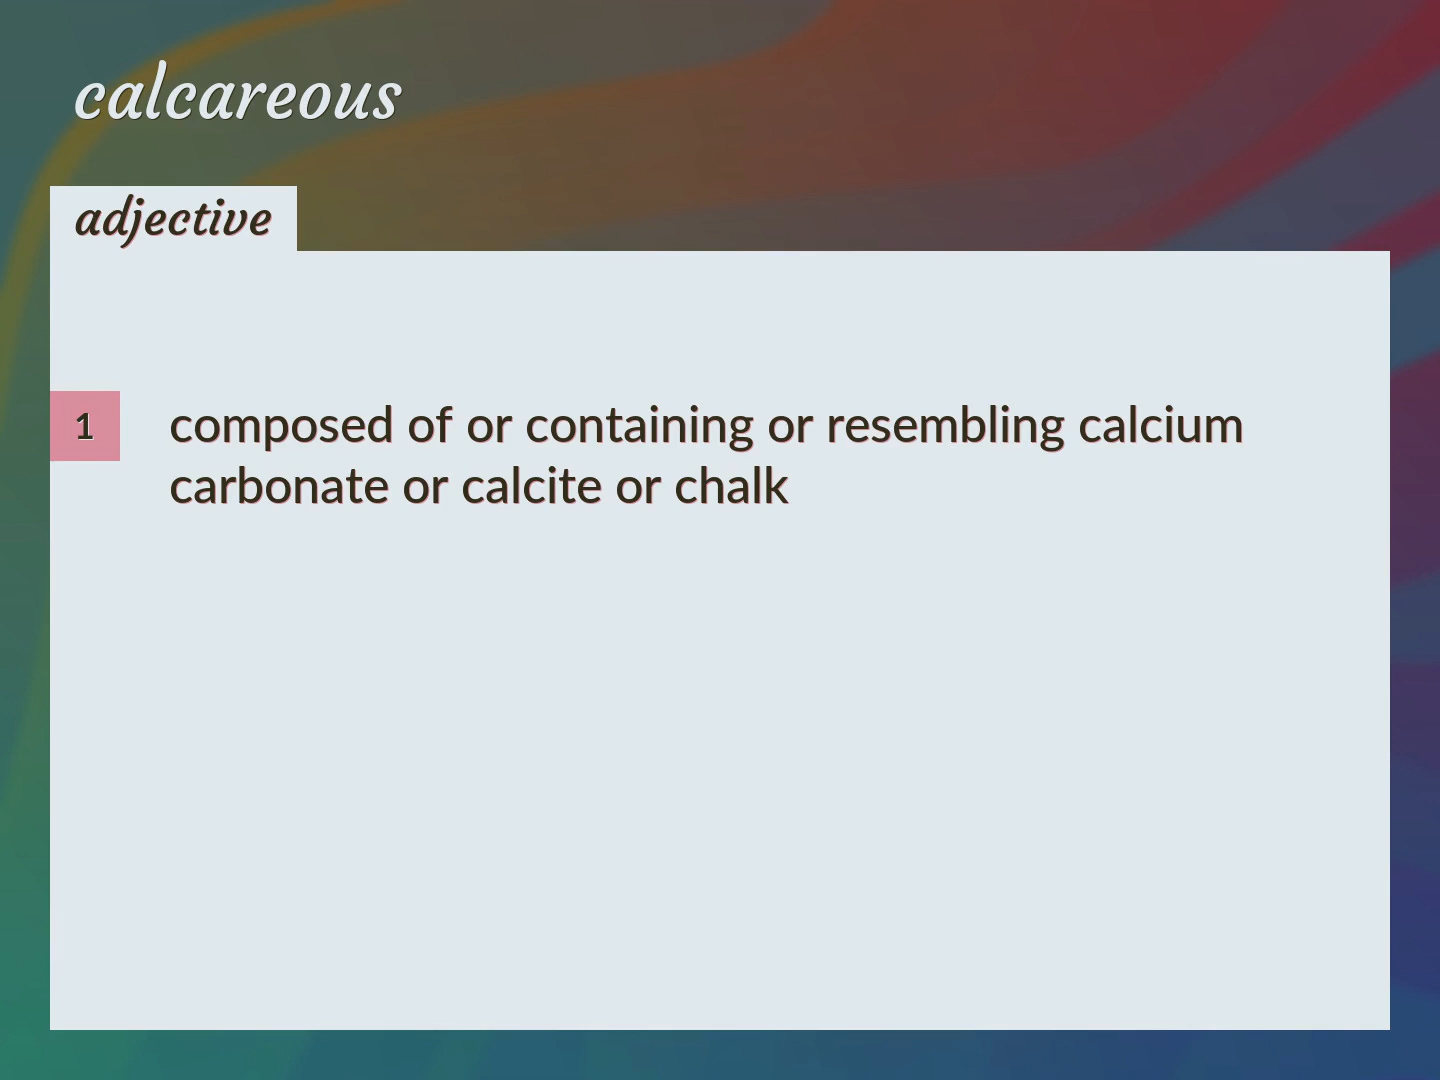 calcareous
adjective
1
composed of or containing or resembling calcium
carbonate or calcite or chalk